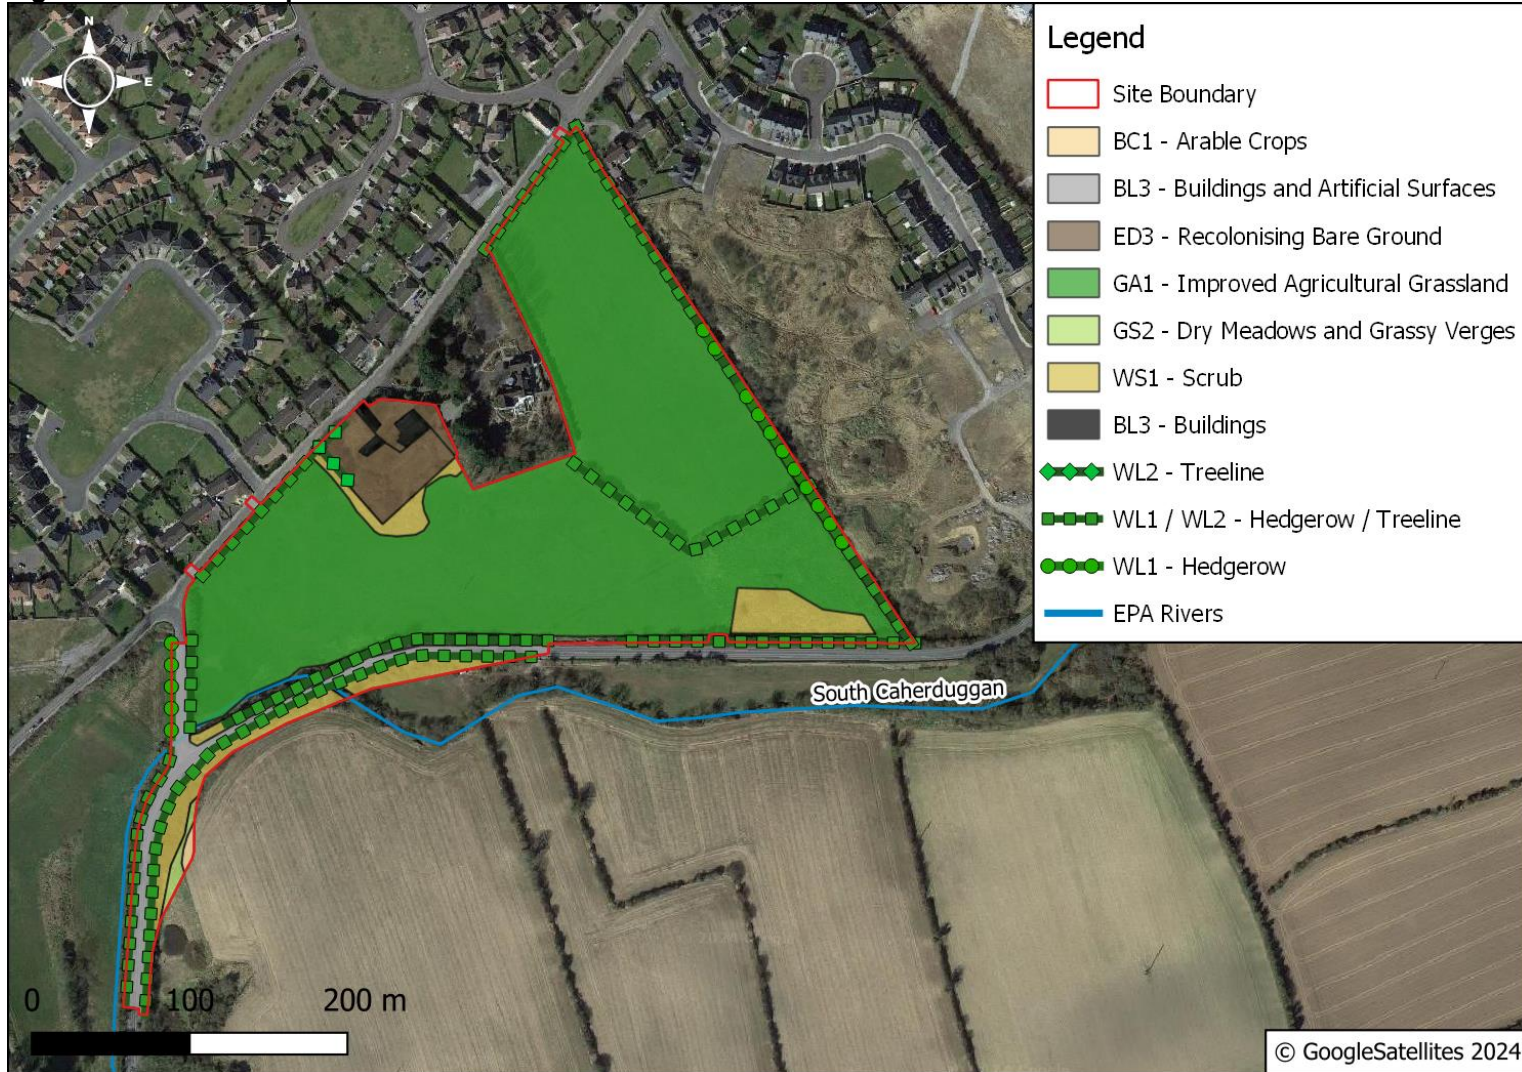 N
W
E
S
Legend
Site Boundary
BC1 - Arable Crops
BL3 - Buildings and Artificial Surfaces
ED3 - Recolonising Bare Ground
GA1 - Improved Agricultural Grassland
GS2 - Dry Meadows and Grassy Verges
WS1 - Scrub
BL3 - Buildings
WL2 - Treeline
WL1 / WL2 - Hedgerow / Treeline
WL1 - Hedgerow
EPA Rivers
South Caherduggan
0 100 200 m
© GoogleSatellites 2024